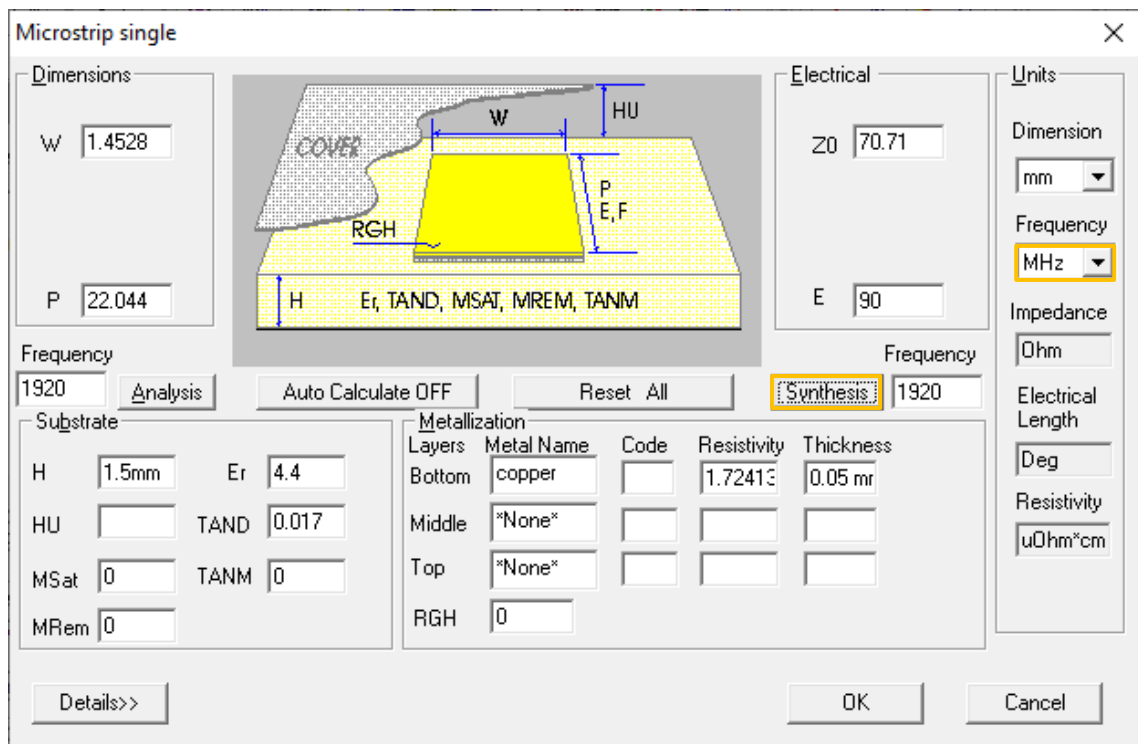 Microstrip single
Dimensions
W 1.4528
P 22.044
COVER
W
HU
P
E,F
RGH
H Er, TAND, MSAT, MREM, TANM
Electrical
Z0 70.71
E 90
Units
Dimension
mm
Frequency
MHz
Impedance
Ohm
Electrical
Length
Deg
Resistivity
uOhm*cm
Frequency
1920 Analysis Auto Calculate OFF Reset All Synthesis
Frequency
1920
Substrate
H 1.5mm Er 4.4
HU TAND 0.017
MSat 0 TANM 0
MRem 0
Metallization
Layers Metal Name Code Resistivity Thickness
Bottom copper 1.72413 0.05
Middle *None*
Top *None*
RGH 0
Details>> OK Cancel